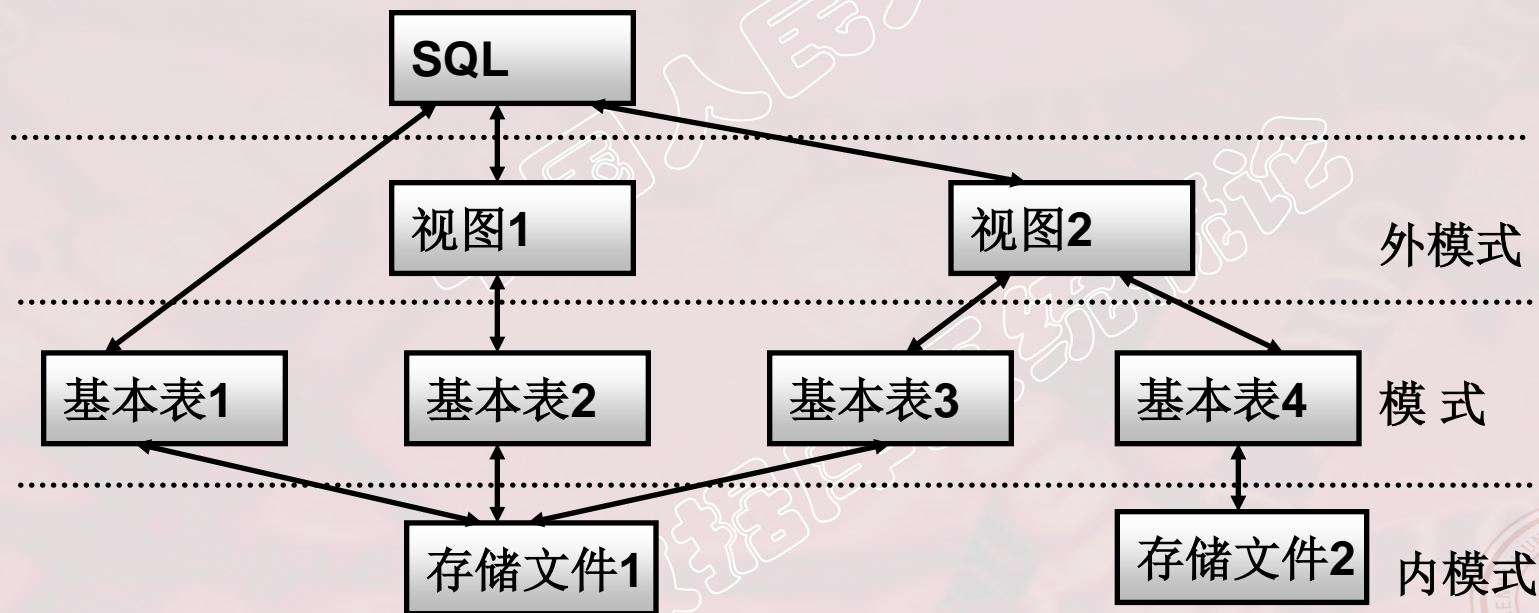 SQL
视图1
视图2
外模式
基本表1
基本表2
基本表3
基本表4
模 式
存储文件1
存储文件2
内模式